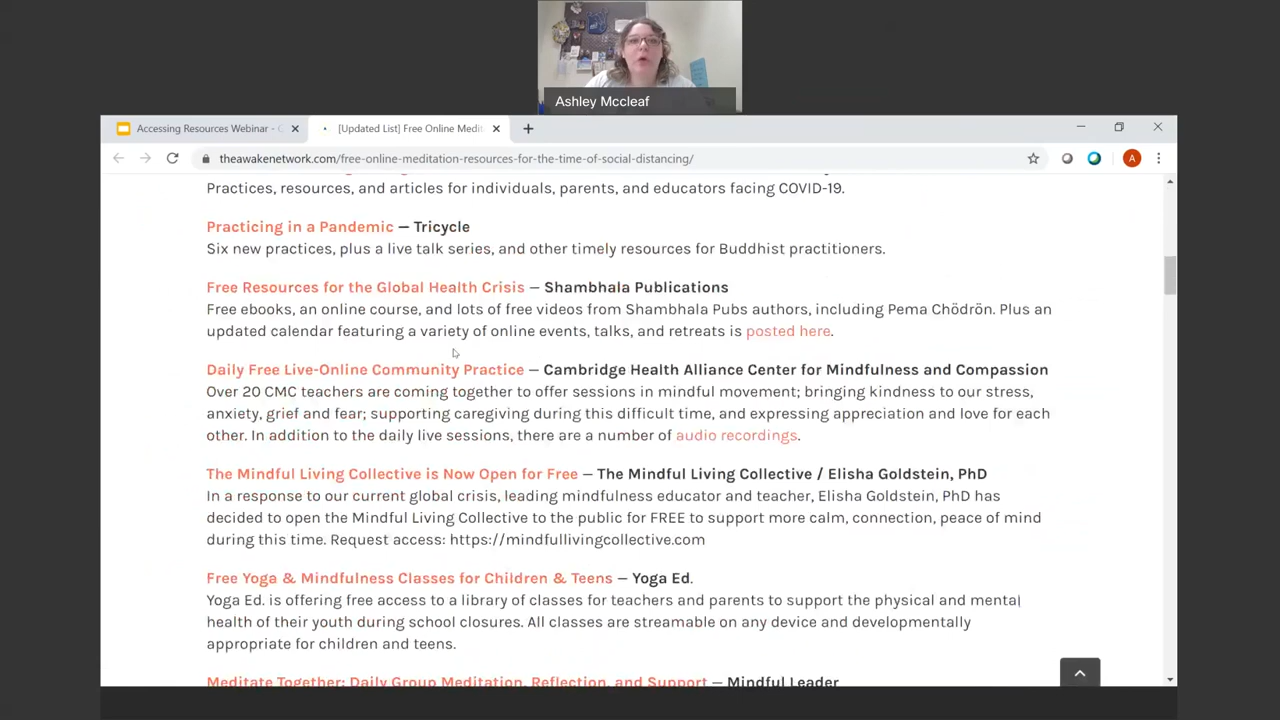 Ashley Mccleaf
Accessing Resources Webinar -
[Updated List] Free Online Medit
theawakenetwork.com/free-online-meditation-resources-for-the-time-of-social-distancing/
A
Practices, resources, and articles for individuals, parents, and educators facing COVID-19.
Practicing in a Pandemic — Tricycle
Six new practices, plus a live talk series, and other timely resources for Buddhist practitioners.
Free Resources for the Global Health Crisis — Shambhala Publications
Free ebooks, an online course, and lots of free videos from Shambhala Pubs authors, including Pema Chödrön. Plus an
updated calendar featuring a variety of online events, talks, and retreats is posted here.
Daily Free Live-Online Community Practice — Cambridge Health Alliance Center for Mindfulness and Compassion
Over 20 CMC teachers are coming together to offer sessions in mindful movement; bringing kindness to our stress,
anxiety, grief and fear; supporting caregiving during this difficult time, and expressing appreciation and love for each
other. In addition to the daily live sessions, there are a number of audio recordings.
The Mindful Living Collective is Now Open for Free — The Mindful Living Collective / Elisha Goldstein, PhD
In a response to our current global crisis, leading mindfulness educator and teacher, Elisha Goldstein, PhD has
decided to open the Mindful Living Collective to the public for FREE to support more calm, connection, peace of mind
during this time. Request access: https://mindfullivingcollective.com
Free Yoga & Mindfulness Classes for Children & Teens — Yoga Ed.
Yoga Ed. is offering free access to a library of classes for teachers and parents to support the physical and mental
health of their youth during school closures. All classes are streamable on any device and developmentally
appropriate for children and teens.
Meditate Together: Daily Group Meditation, Reflection, and Support — Mindful Leader